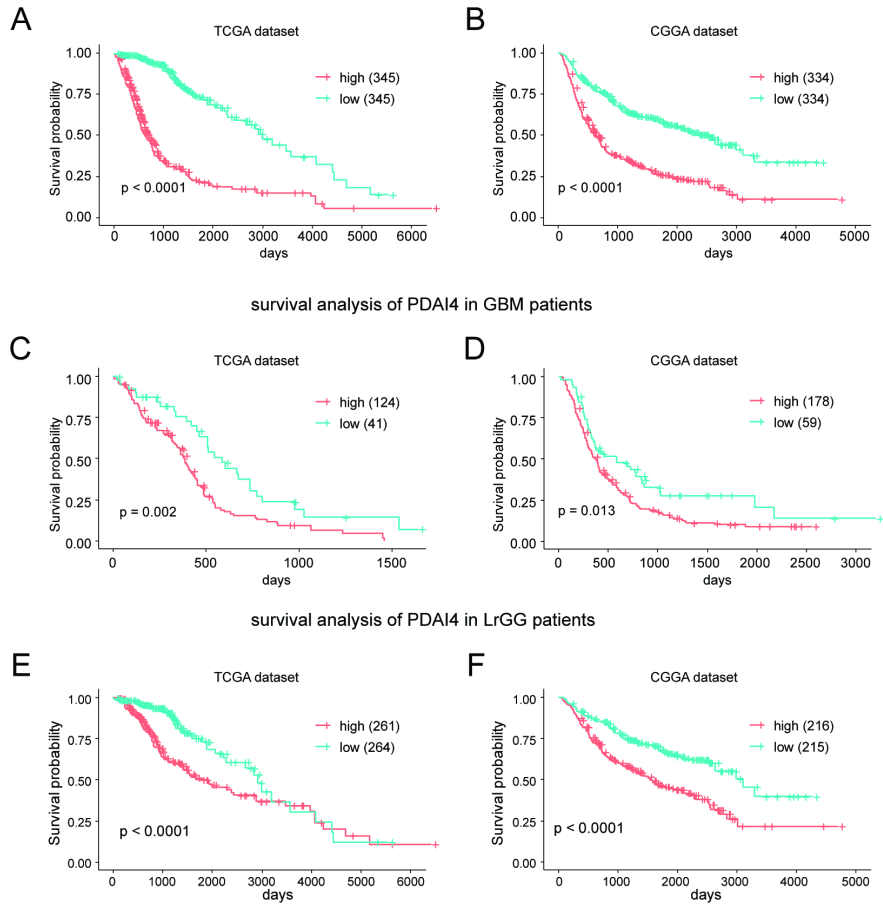 A
TCGA dataset
Survival probability
1.00
0.75
0.50
0.25
0.00
high (345)
low (345)
p < 0.0001
0 1000 2000 3000 4000 5000 6000
days
B
CGGA dataset
Survival probability
1.00
0.75
0.50
0.25
0.00
high (334)
low (334)
p < 0.0001
0 1000 2000 3000 4000 5000
days
survival analysis of PDAI4 in GBM patients
C
TCGA dataset
Survival probability
1.00
0.75
0.50
0.25
0.00
high (124)
low (41)
p = 0.002
0 500 1000 1500
days
D
CGGA dataset
Survival probability
1.00
0.75
0.50
0.25
0.00
high (178)
low (59)
p = 0.013
0 500 1000 1500 2000 2500 3000
days
survival analysis of PDAI4 in LrGG patients
E
TCGA dataset
Survival probability
1.00
0.75
0.50
0.25
0.00
high (261)
low (264)
p < 0.0001
0 1000 2000 3000 4000 5000 6000
days
F
CGGA dataset
Survival probability
1.00
0.75
0.50
0.25
0.00
high (216)
low (215)
p < 0.0001
0 1000 2000 3000 4000 5000
days